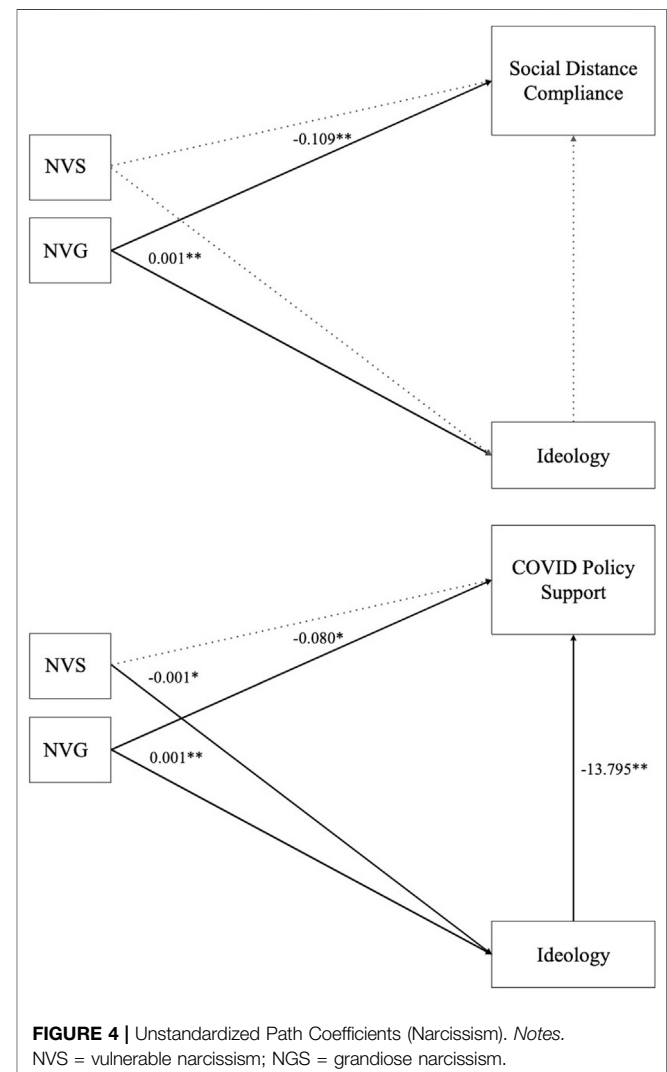 Social Distance
Compliance
-0.109**
NVS
NVG
0.001**
Ideology
COVID Policy
Support
-0.080*
NVS
-0.001*
NVG
0.001**
-13.795**
Ideology
FIGURE 4 | Unstandardized Path Coefficients (Narcissism). Notes.
NVS = vulnerable narcissism; NGS = grandiose narcissism.